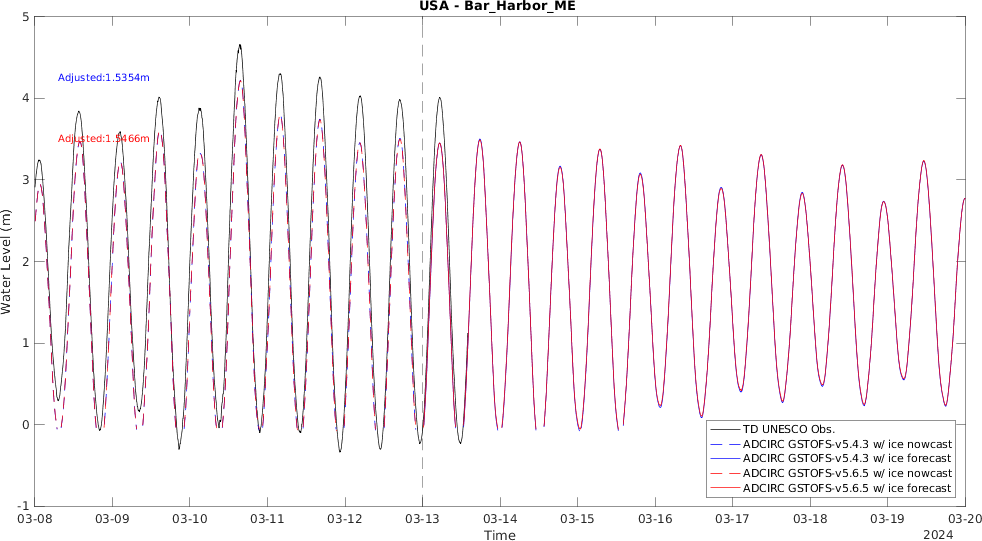 USA - Bar_Harbor_ME
5
Adjusted:1.5354m
4
Adjusted:1.5466m
3
2
Water Level (m)
1
0
TD UNESCO Obs.
ADCIRC GSTOFS-v5.4.3 w/ ice nowcast
ADCIRC GSTOFS-v5.4.3 w/ ice forecast
ADCIRC GSTOFS-v5.6.5 w/ ice nowcast
ADCIRC GSTOFS-v5.6.5 w/ ice forecast
-1
03-08 03-09 03-10 03-11 03-12 03-13 03-14 03-15 03-16 03-17 03-18 03-19 03-20
Time
2024